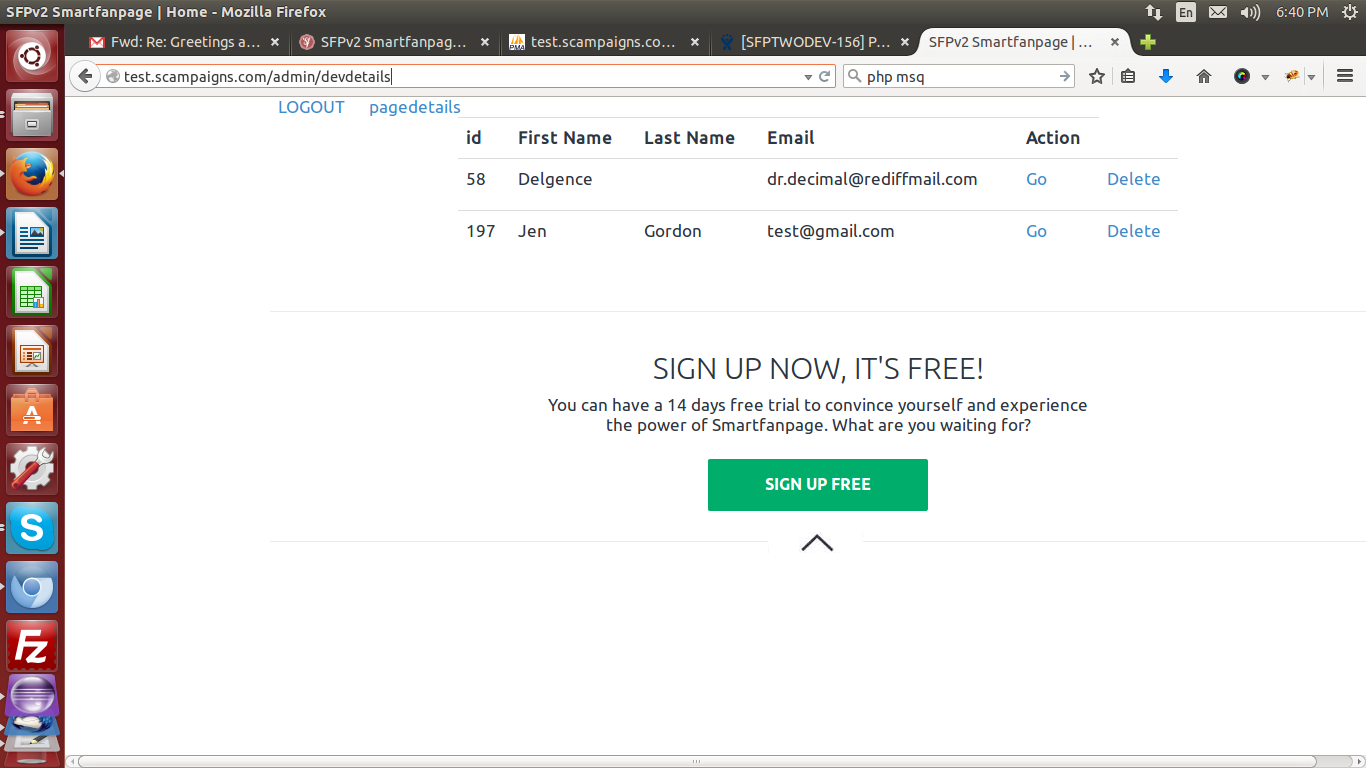 SFPv2 Smartfanpage | Home - Mozilla Firefox
En
6:40 PM
Fwd: Re: Greetings a...
SFPv2 Smartfanpag...
test.scampaigns.co...
[SFPTWODEV-156] P...
SFPv2 Smartfanpage | ...
test.scampaigns.com/admin/devdetails
php msq
LOGOUT pagedetails
id First Name Last Name Email Action
58 Delgence dr.decimal@rediffmail.com Go Delete
197 Jen Gordon test@gmail.com Go Delete
SIGN UP NOW, IT'S FREE!
You can have a 14 days free trial to convince yourself and experience
the power of Smartfanpage. What are you waiting for?
SIGN UP FREE